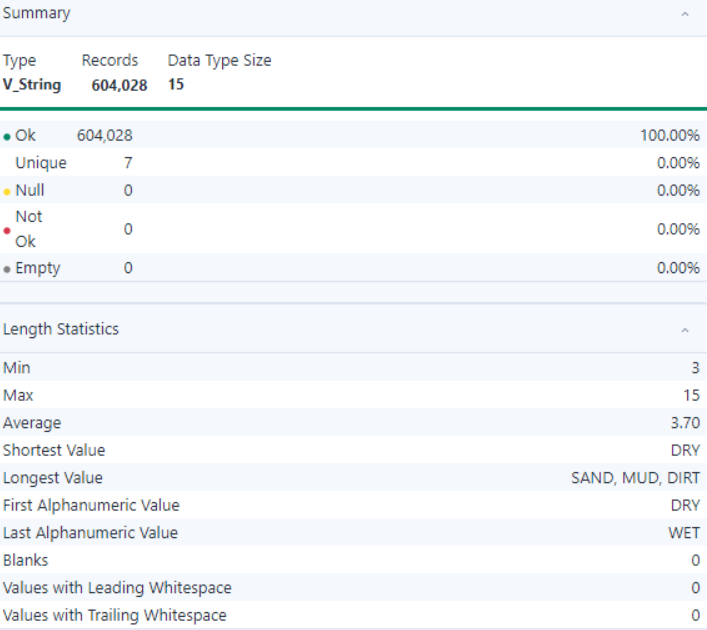 Summary
Type Records Data Type Size
V_String 604,028 15
Ok 604,028 100.00%
Unique 7 0.00%
Null 0 0.00%
Not
Ok 0 0.00%
Empty 0 0.00%
Length Statistics
Min 3
Max 15
Average 3.70
Shortest Value DRY
Longest Value SAND, MUD, DIRT
First Alphanumeric Value DRY
Last Alphanumeric Value WET
Blanks 0
Values with Leading Whitespace 0
Values with Trailing Whitespace 0